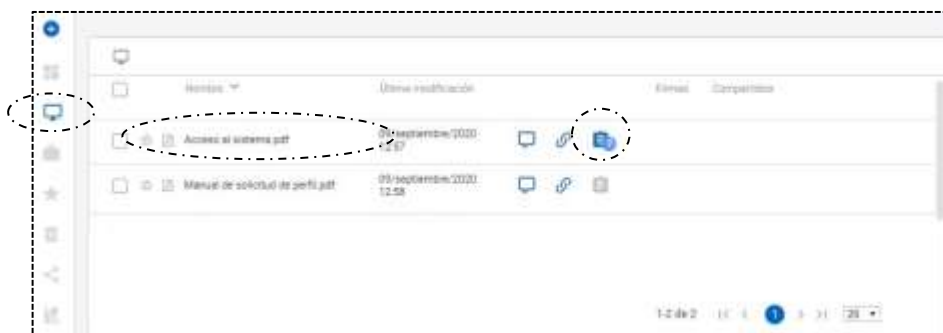 Nombre Última modificación Firmas Compartidos
Acceso al sistema.pdf 09/septiembre/2020
12:57
Manual de solicitud de perfil.pdf 09/septiembre/2020
12:58
1-2 de 2 1 20